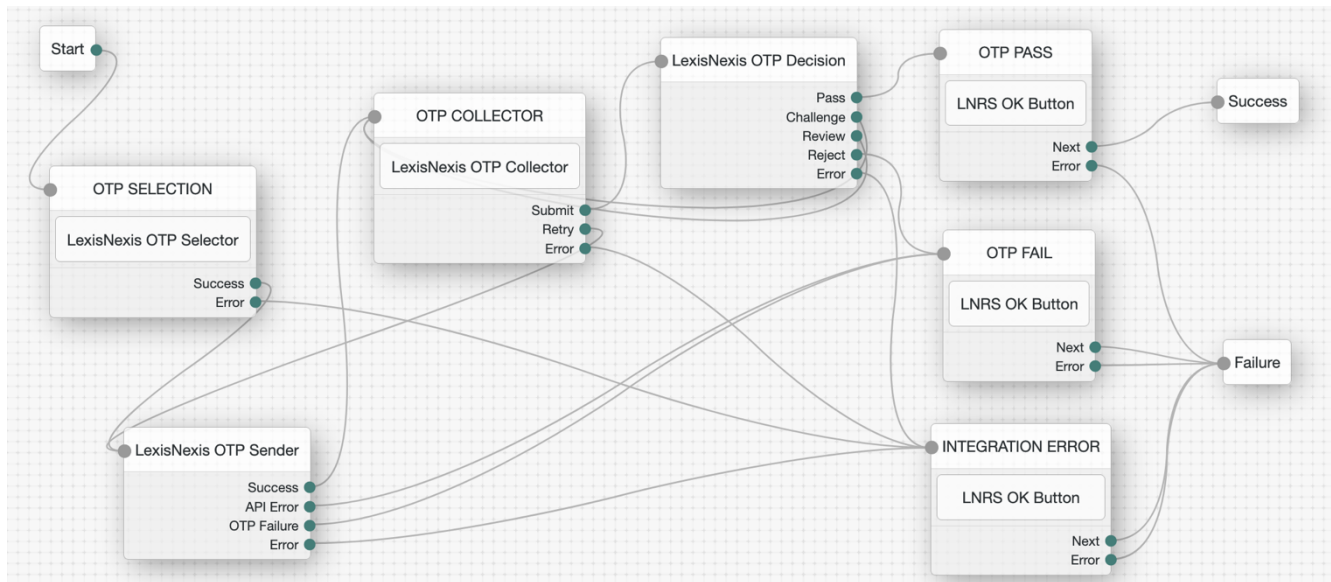 Start
OTP SELECTION
LexisNexis OTP Selector
Success
Error
LexisNexis OTP Sender
Success
API Error
OTP Failure
Error
OTP COLLECTOR
LexisNexis OTP Collector
Submit
Retry
Error
LexisNexis OTP Decision
Pass
Challenge
Review
Reject
Error
OTP PASS
LNRS OK Button
Next
Error
OTP FAIL
LNRS OK Button
Next
Error
INTEGRATION ERROR
LNRS OK Button
Next
Error
Success
Failure